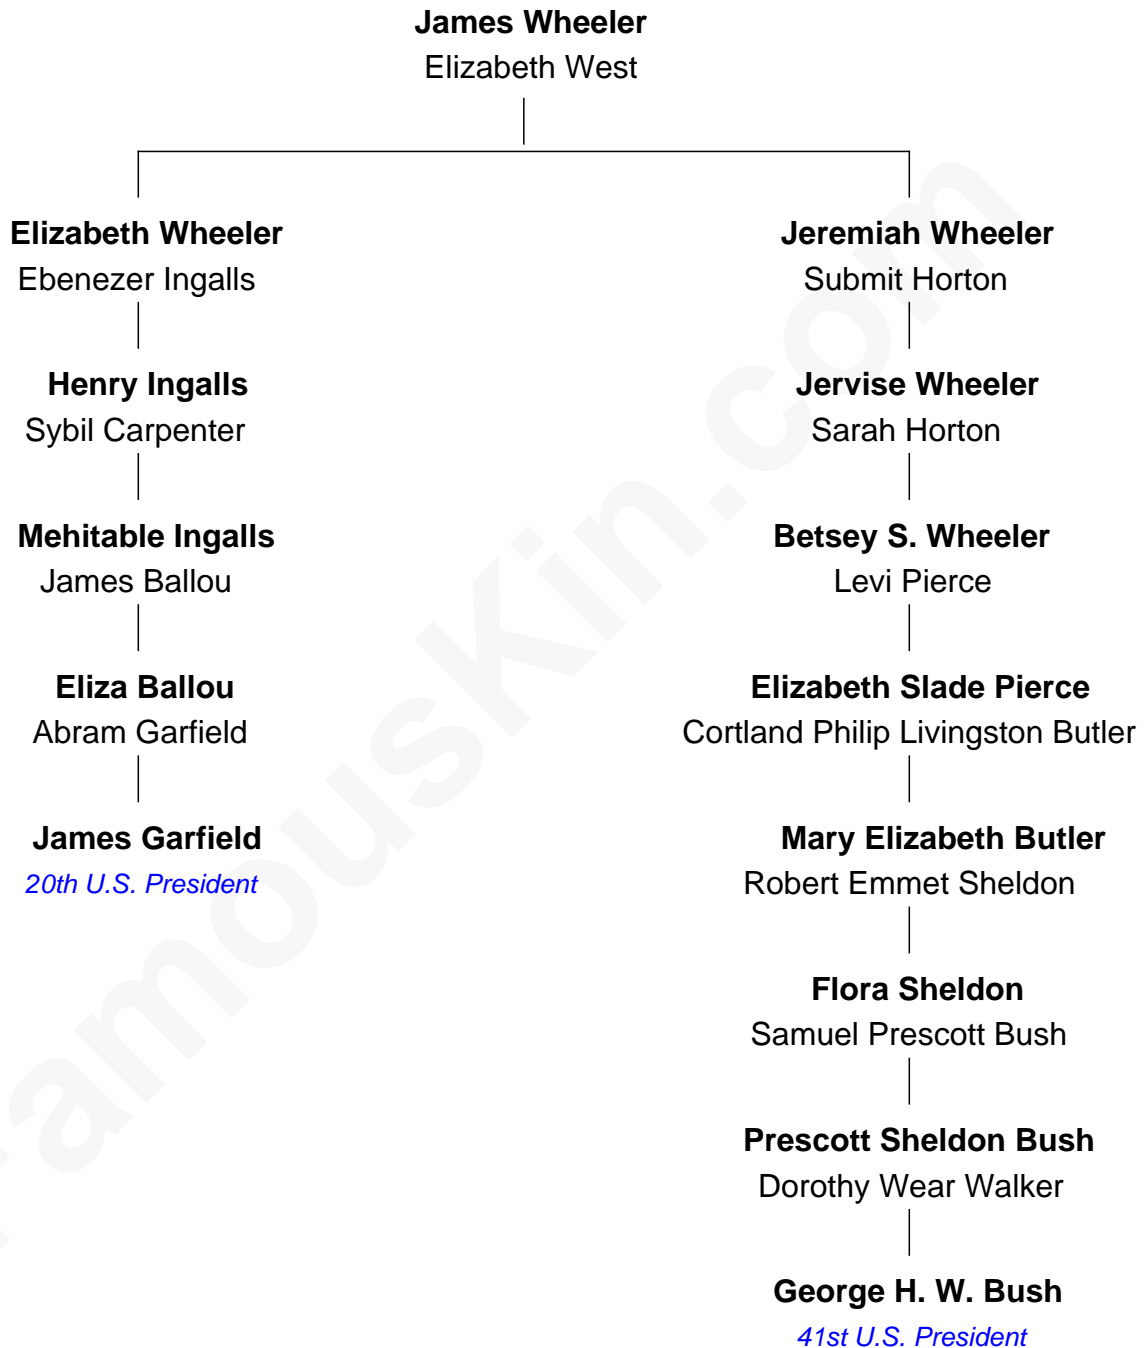 James Wheeler
Elizabeth West
Elizabeth Wheeler
Ebenezer Ingalls
Henry Ingalls
Sybil Carpenter
Mehitable Ingalls
James Ballou
Eliza Ballou
Abram Garfield
James Garfield
20th U.S. President
Jeremiah Wheeler
Submit Horton
Jervise Wheeler
Sarah Horton
Betsey S. Wheeler
Levi Pierce
Elizabeth Slade Pierce
Cortland Philip Livingston Butler
Mary Elizabeth Butler
Robert Emmet Sheldon
Flora Sheldon
Samuel Prescott Bush
Prescott Sheldon Bush
Dorothy Wear Walker
George H. W. Bush
41st U.S. President
FamousKin.com